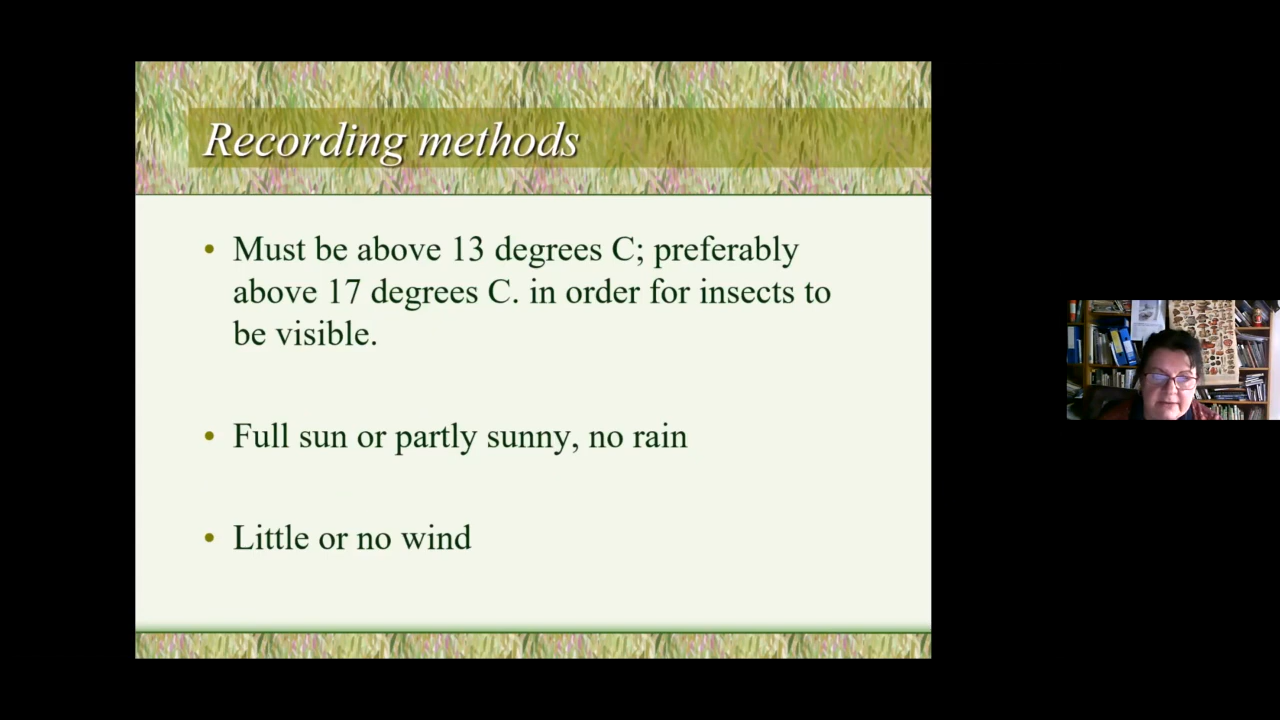 Recording methods
• Must be above 13 degrees C; preferably
above 17 degrees C. in order for insects to
be visible.
• Full sun or partly sunny, no rain
• Little or no wind